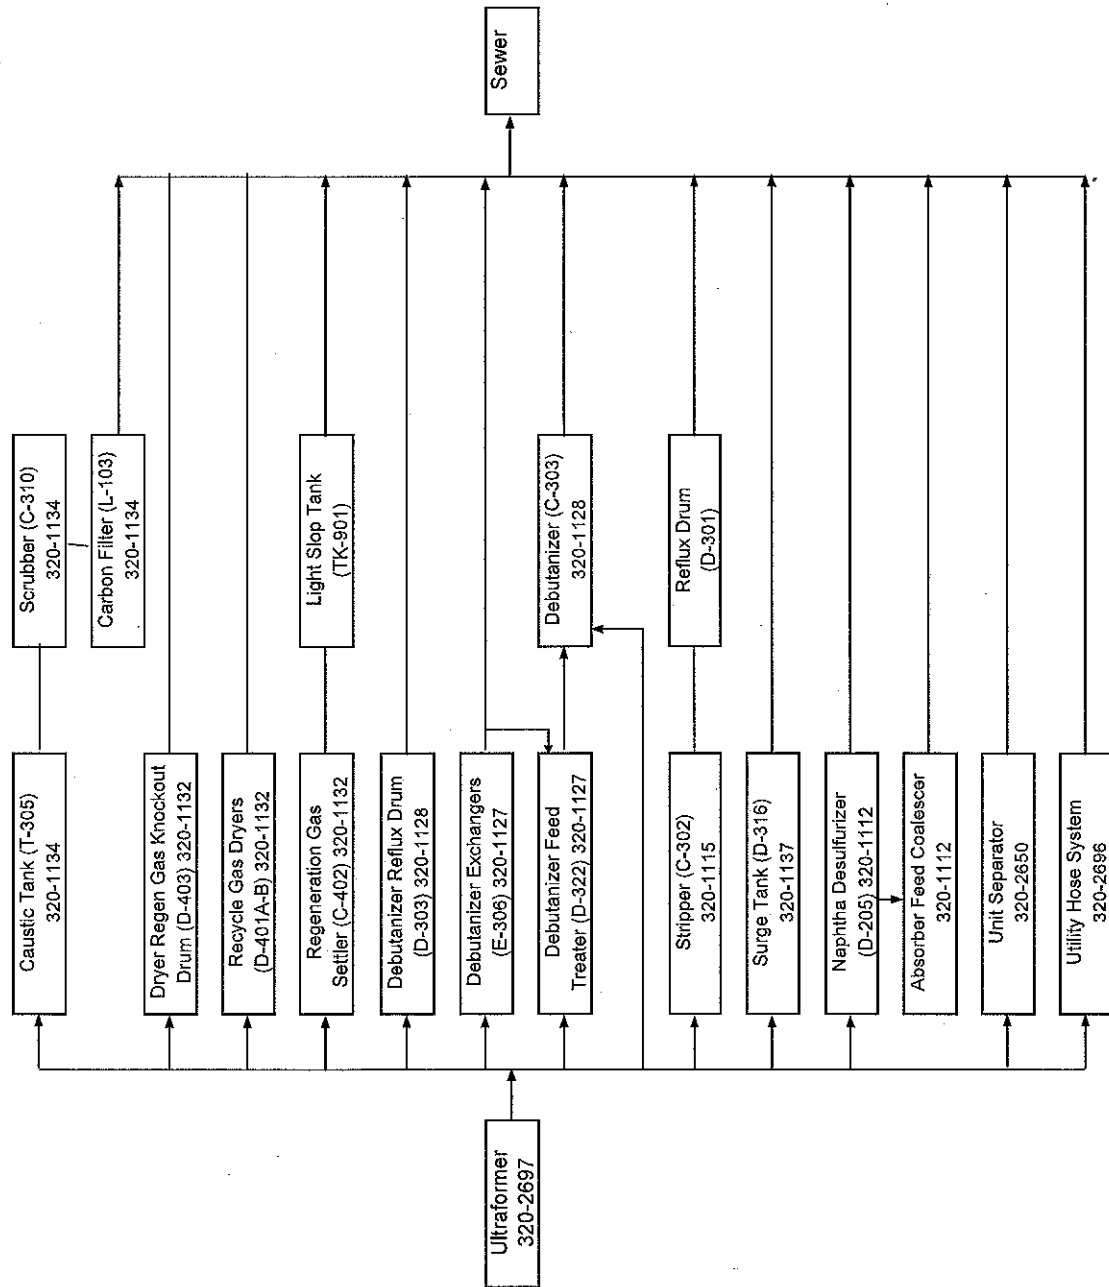 Ultraformer
320-2697
Caustic Tank (T-305)
320-1134
Dryer Regen Gas Knockout
Drum (D-403) 320-1132
Recycle Gas Dryers
(D-401A-B) 320-1132
Regeneration Gas
Settler (C-402) 320-1132
Debutanizer Reflux Drum
(D-303) 320-1128
Debutanizer Exchangers
(E-306) 320-1127
Debutanizer Feed
Treater (D-322) 320-1127
Stripper (C-302)
320-1115
Surge Tank (D-316)
320-1137
Naphtha Desulfurizer
(D-205) 320-1112
Absorber Feed Coalescer
320-1112
Unit Separator
320-2650
Utility Hose System
320-2696
Scrubber (C-310)
320-1134
Carbon Filter (L-103)
320-1134
Light Slop Tank
(TK-901)
Debutanizer (C-303)
320-1128
Reflux Drum
(D-301)
Sewer